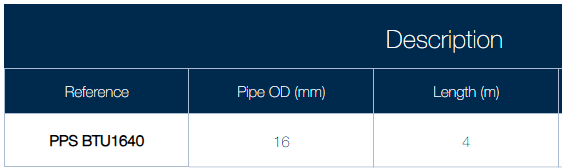 Description
Reference Pipe OD (mm) Length (m)
PPS BTU1640 16 4